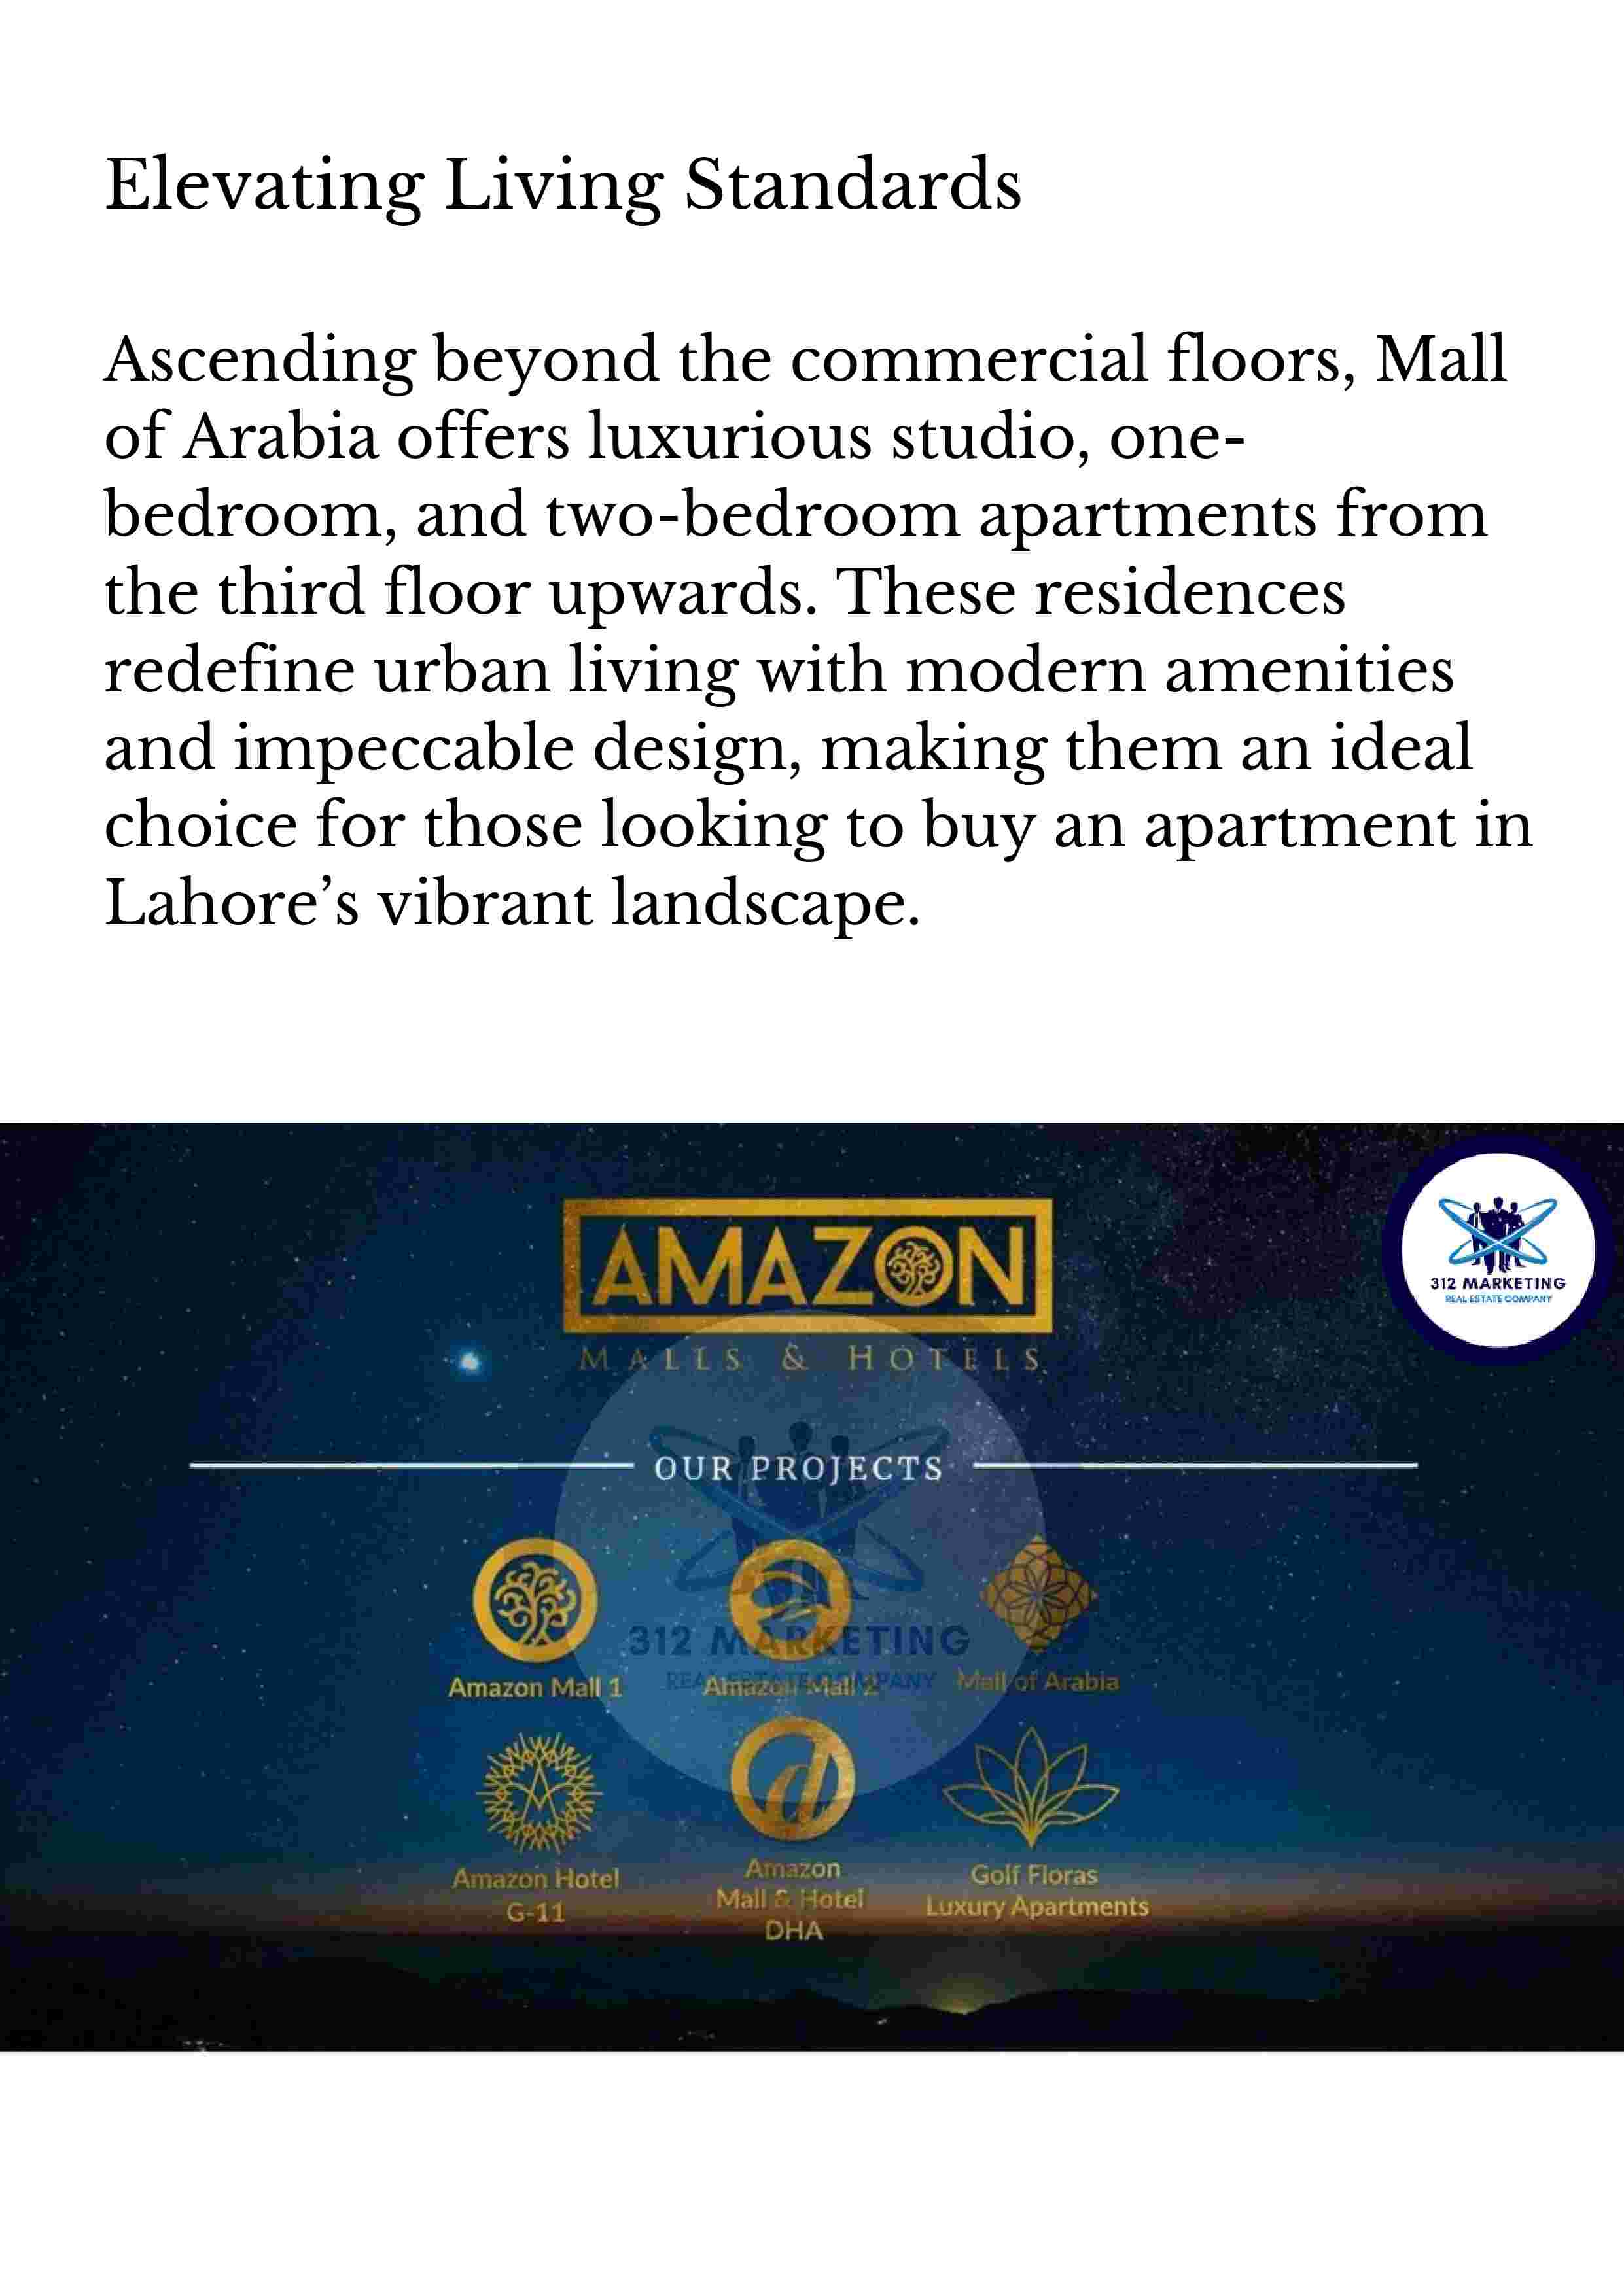 Elevating Living Standards
Ascending beyond the commercial floors, Mall
of Arabia offers luxurious studio, one-
bedroom, and two-bedroom apartments from
the third floor upwards. These residences
redefine urban living with modern amenities
and impeccable design, making them an ideal
choice for those looking to buy an apartment in
Lahore’s vibrant landscape.
AMAZON
MALLS & HOTELS
312 MARKETING
REAL ESTATE COMPANY
OUR PROJECTS
312 MARKETING
REAL ESTATE COMPANY
Amazon Mall 1
Amazon Mall 2
Mall of Arabia
Amazon Hotel
G-11
Amazon
Mall & Hotel
DHA
Golf Floras
Luxury Apartments